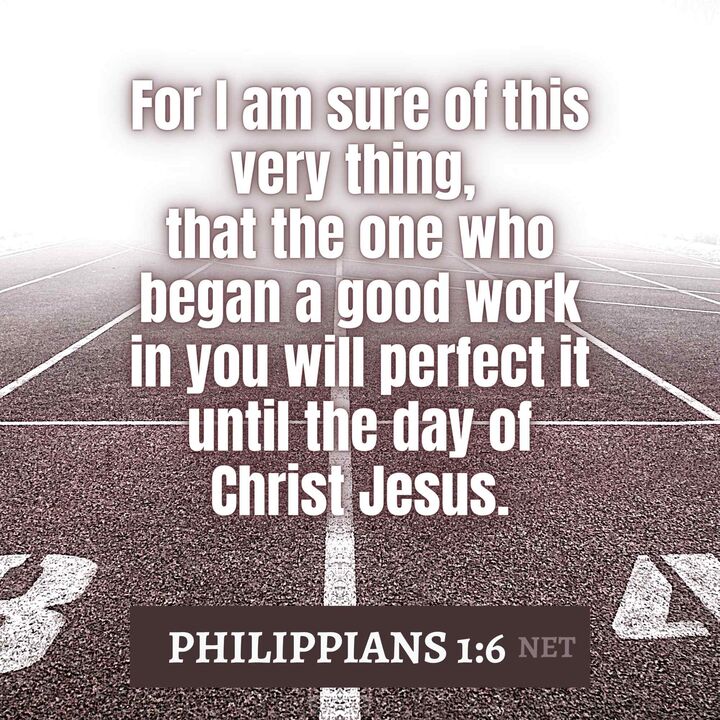 For I am sure of this
very thing,
that the one who
began a good work
in you will perfect it
until the day of
Christ Jesus.
PHILIPPIANS 1:6 NET